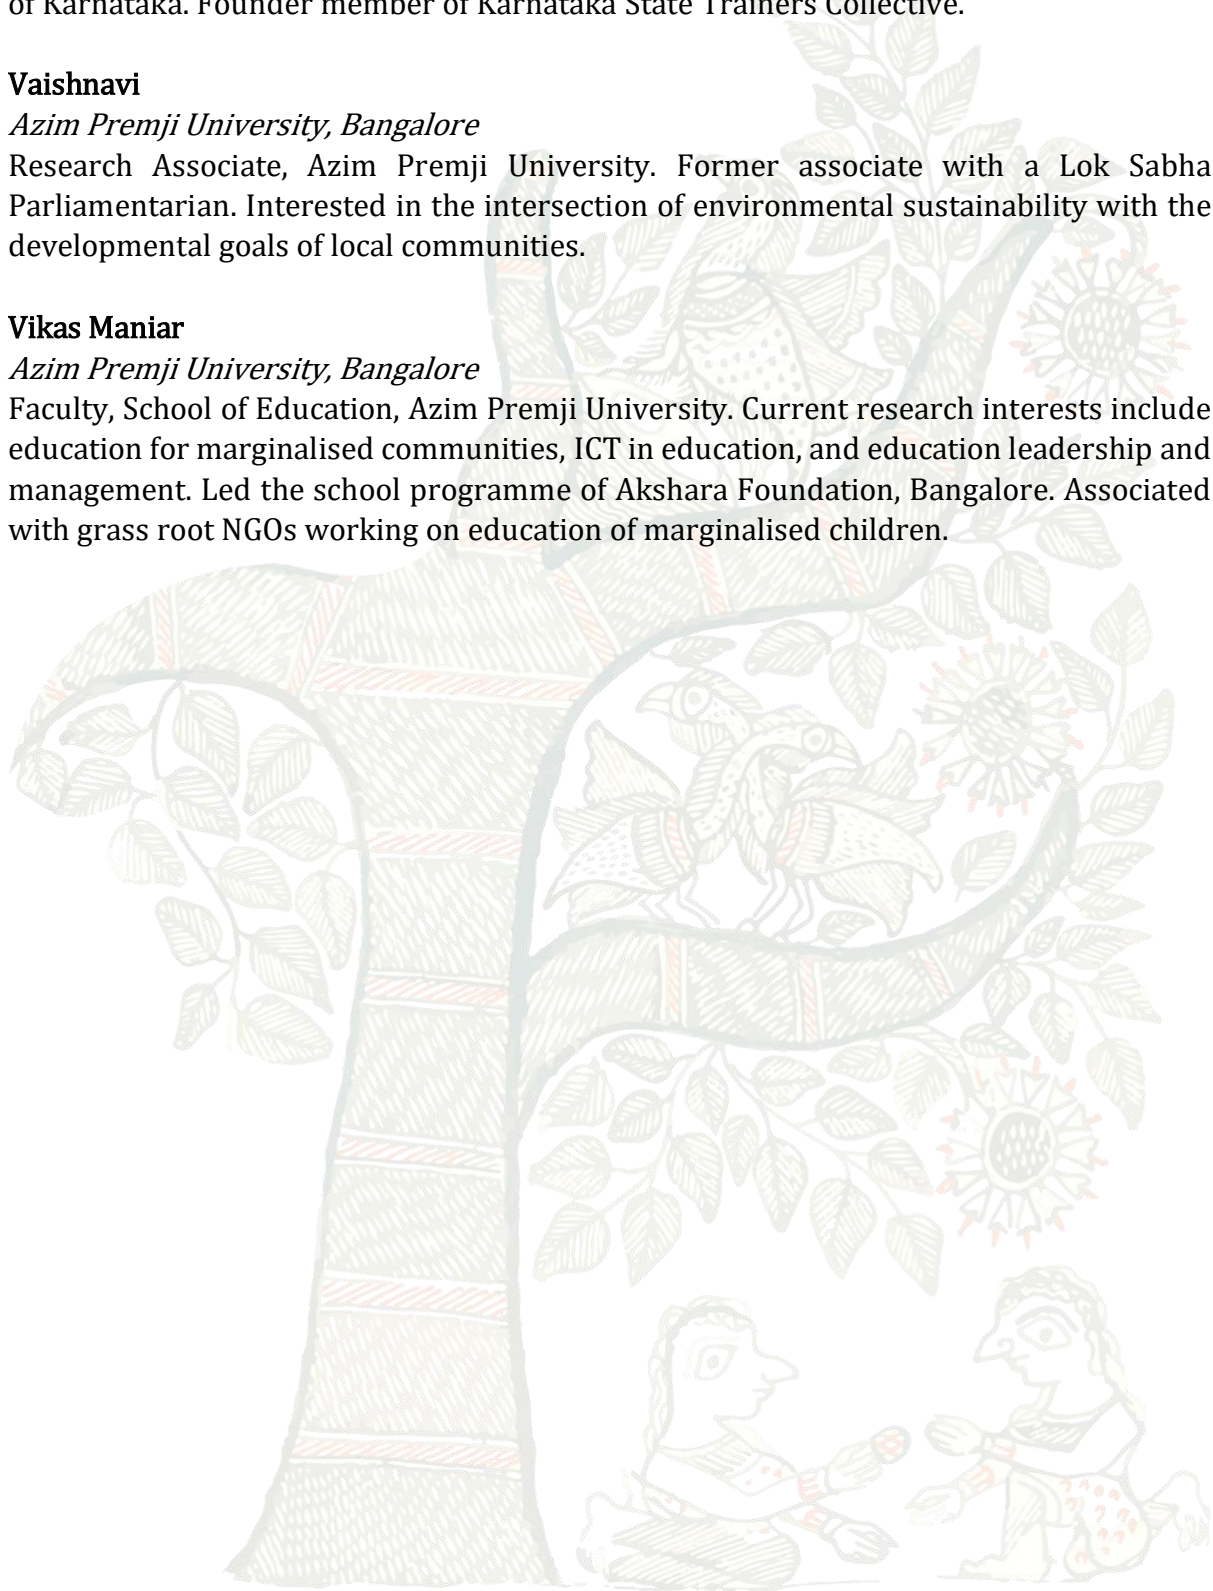 of Karnataka. Founder member of Karnataka State Trainers Collective.
Vaishnavi
Azim Premji University, Bangalore
Research Associate, Azim Premji University. Former associate with a Lok Sabha
Parliamentarian. Interested in the intersection of environmental sustainability with the
developmental goals of local communities.
Vikas Maniar
Azim Premji University, Bangalore
Faculty, School of Education, Azim Premji University. Current research interests include
education for marginalised communities, ICT in education, and education leadership and
management. Led the school programme of Akshara Foundation, Bangalore. Associated
with grass root NGOs working on education of marginalised children.